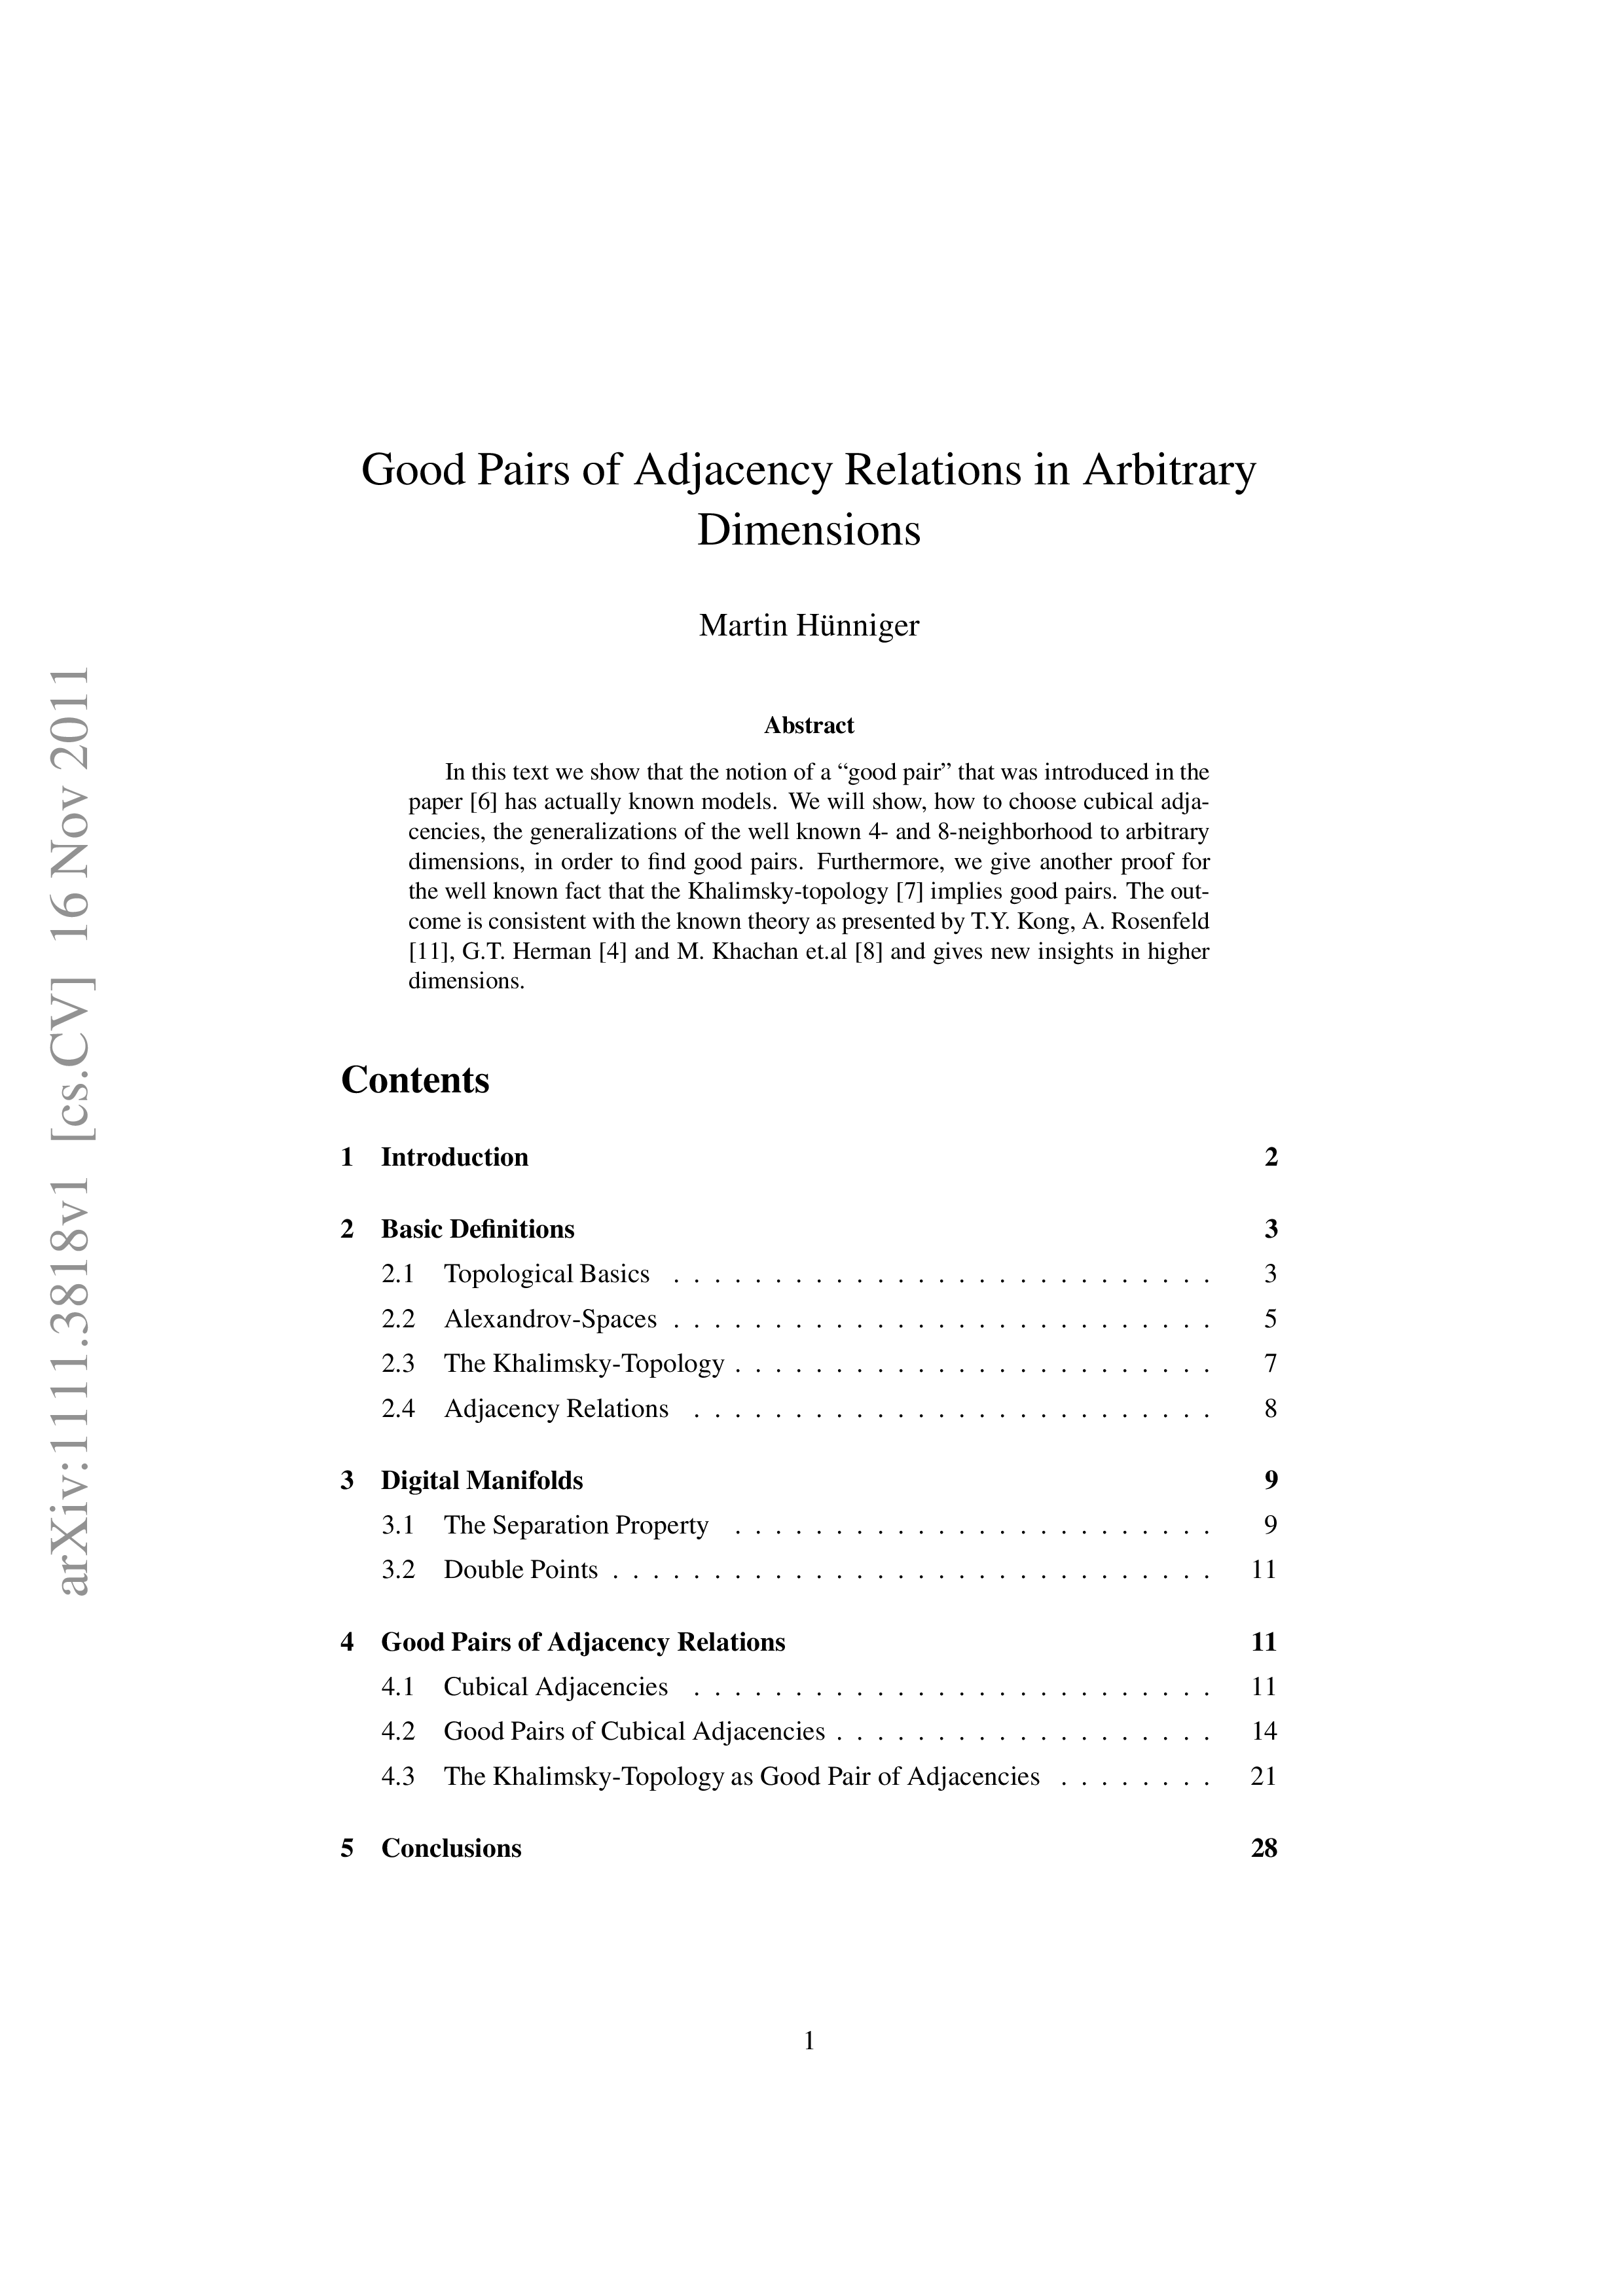 Good Pairs of Adjacency Relations in Arbitrary
Dimensions
Martin Hünniger
Abstract
In this text we show that the notion of a “good pair” that was introduced in the
paper [6] has actually known models. We will show, how to choose cubical adja-
cencies, the generalizations of the well known 4- and 8-neighborhood to arbitrary
dimensions, in order to find good pairs. Furthermore, we give another proof for
the well known fact that the Khalimsky-topology [7] implies good pairs. The out-
come is consistent with the known theory as presented by T.Y. Kong, A. Rosenfeld
[11], G.T. Herman [4] and M. Khachan et.al [8] and gives new insights in higher
dimensions.
Contents
1 Introduction 2
2 Basic Definitions 3
2.1 Topological Basics . . . . . . . . . . . . . . . . . . . . . . . . . . . 3
2.2 Alexandrov-Spaces . . . . . . . . . . . . . . . . . . . . . . . . . . . 5
2.3 The Khalimsky-Topology . . . . . . . . . . . . . . . . . . . . . . . . 7
2.4 Adjacency Relations . . . . . . . . . . . . . . . . . . . . . . . . . . 8
3 Digital Manifolds 9
3.1 The Separation Property . . . . . . . . . . . . . . . . . . . . . . . . 9
3.2 Double Points . . . . . . . . . . . . . . . . . . . . . . . . . . . . . . 11
4 Good Pairs of Adjacency Relations 11
4.1 Cubical Adjacencies . . . . . . . . . . . . . . . . . . . . . . . . . . 11
4.2 Good Pairs of Cubical Adjacencies . . . . . . . . . . . . . . . . . . . 14
4.3 The Khalimsky-Topology as Good Pair of Adjacencies . . . . . . . . 21
5 Conclusions 28
1
arXiv:1111.3818v1 [cs.CV] 16 Nov 2011